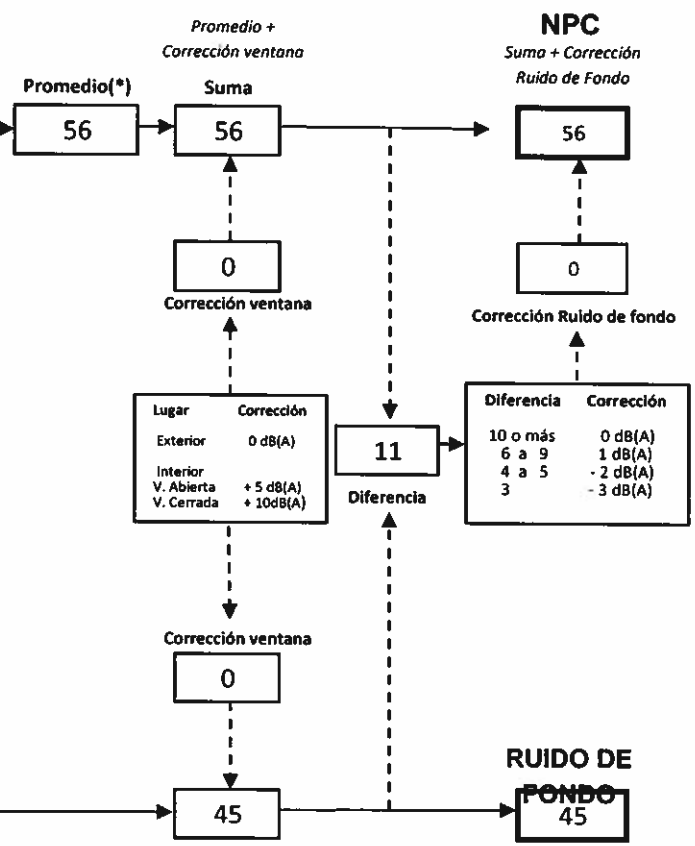 Promedio +
Corrección ventana
NPC
Suma + Corrección
Ruido de Fondo
Promedio(*)
Suma
56
56
56
0
0
Corrección ventana
Corrección Ruido de fondo
Lugar Corrección
Exterior 0 dB(A)
Interior
V. Abierta + 5 dB(A)
V. Cerrada + 10dB(A)
11
Diferencia
Diferencia Corrección
10 o más 0 dB(A)
6 a 9 1 dB(A)
4 a 5 - 2 dB(A)
3 - 3 dB(A)
Corrección ventana
0
RUIDO DE
FONDO
45
45